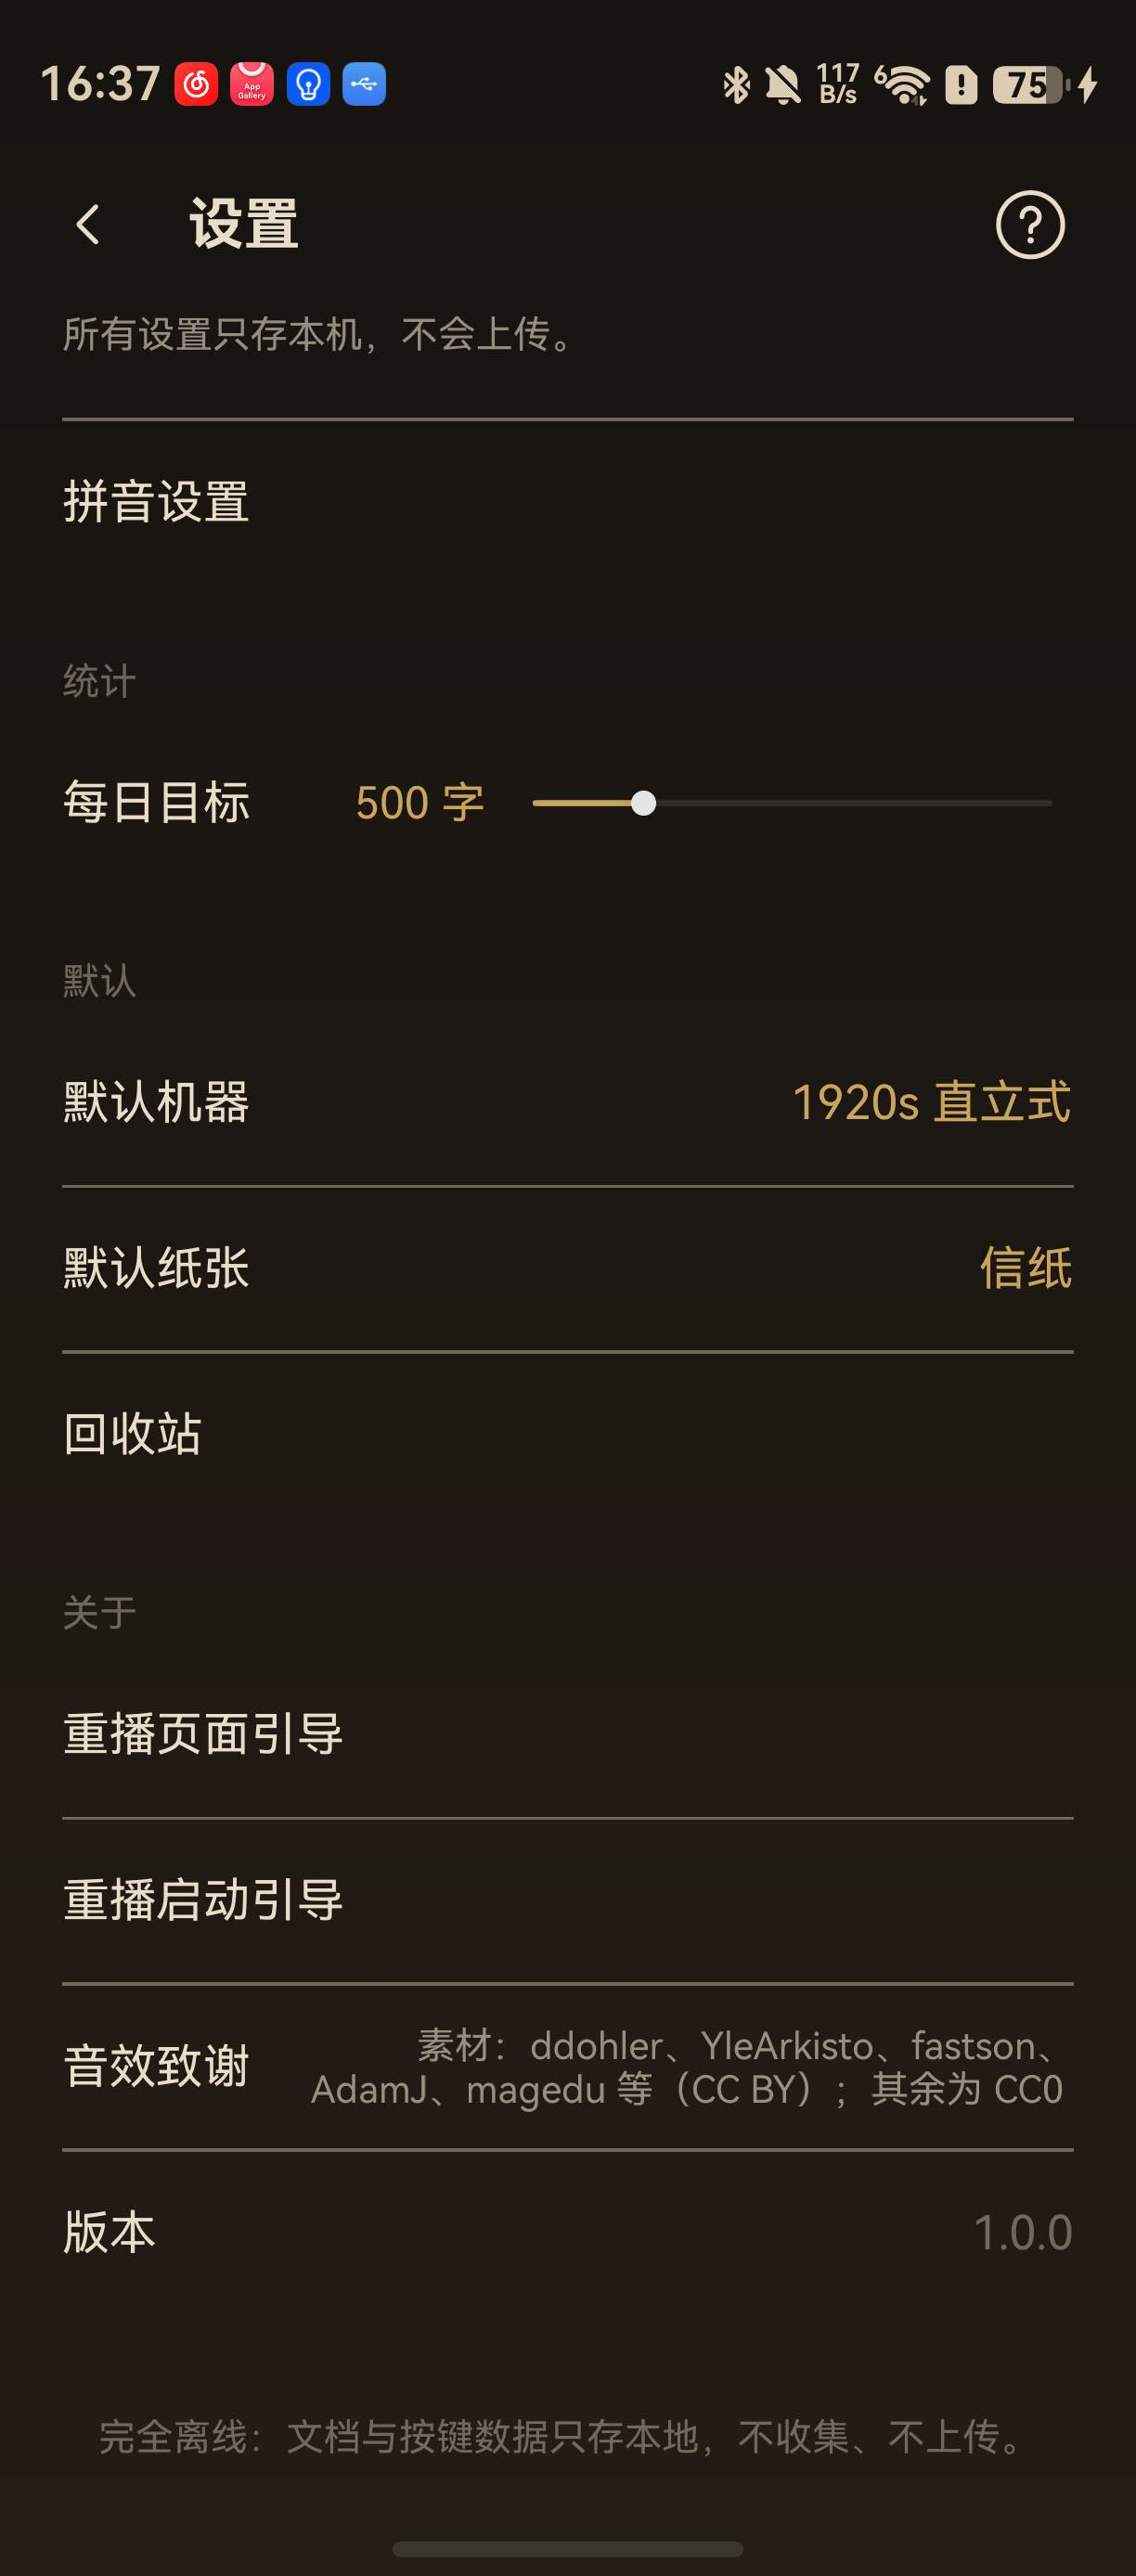 16:37
App
Gallery
117
B/s
6
75
设置
所有设置只存本机，不会上传。
拼音设置
统计
每日目标 500 字
默认
默认机器 1920s 直立式
默认纸张 信纸
回收站
关于
重播页面引导
重播启动引导
音效致谢 素材：ddohler、YleArkisto、fastson、
AdamJ、magedu 等（CC BY）；其余为 CC0
版本 1.0.0
完全离线：文档与按键数据只存本地，不收集、不上传。